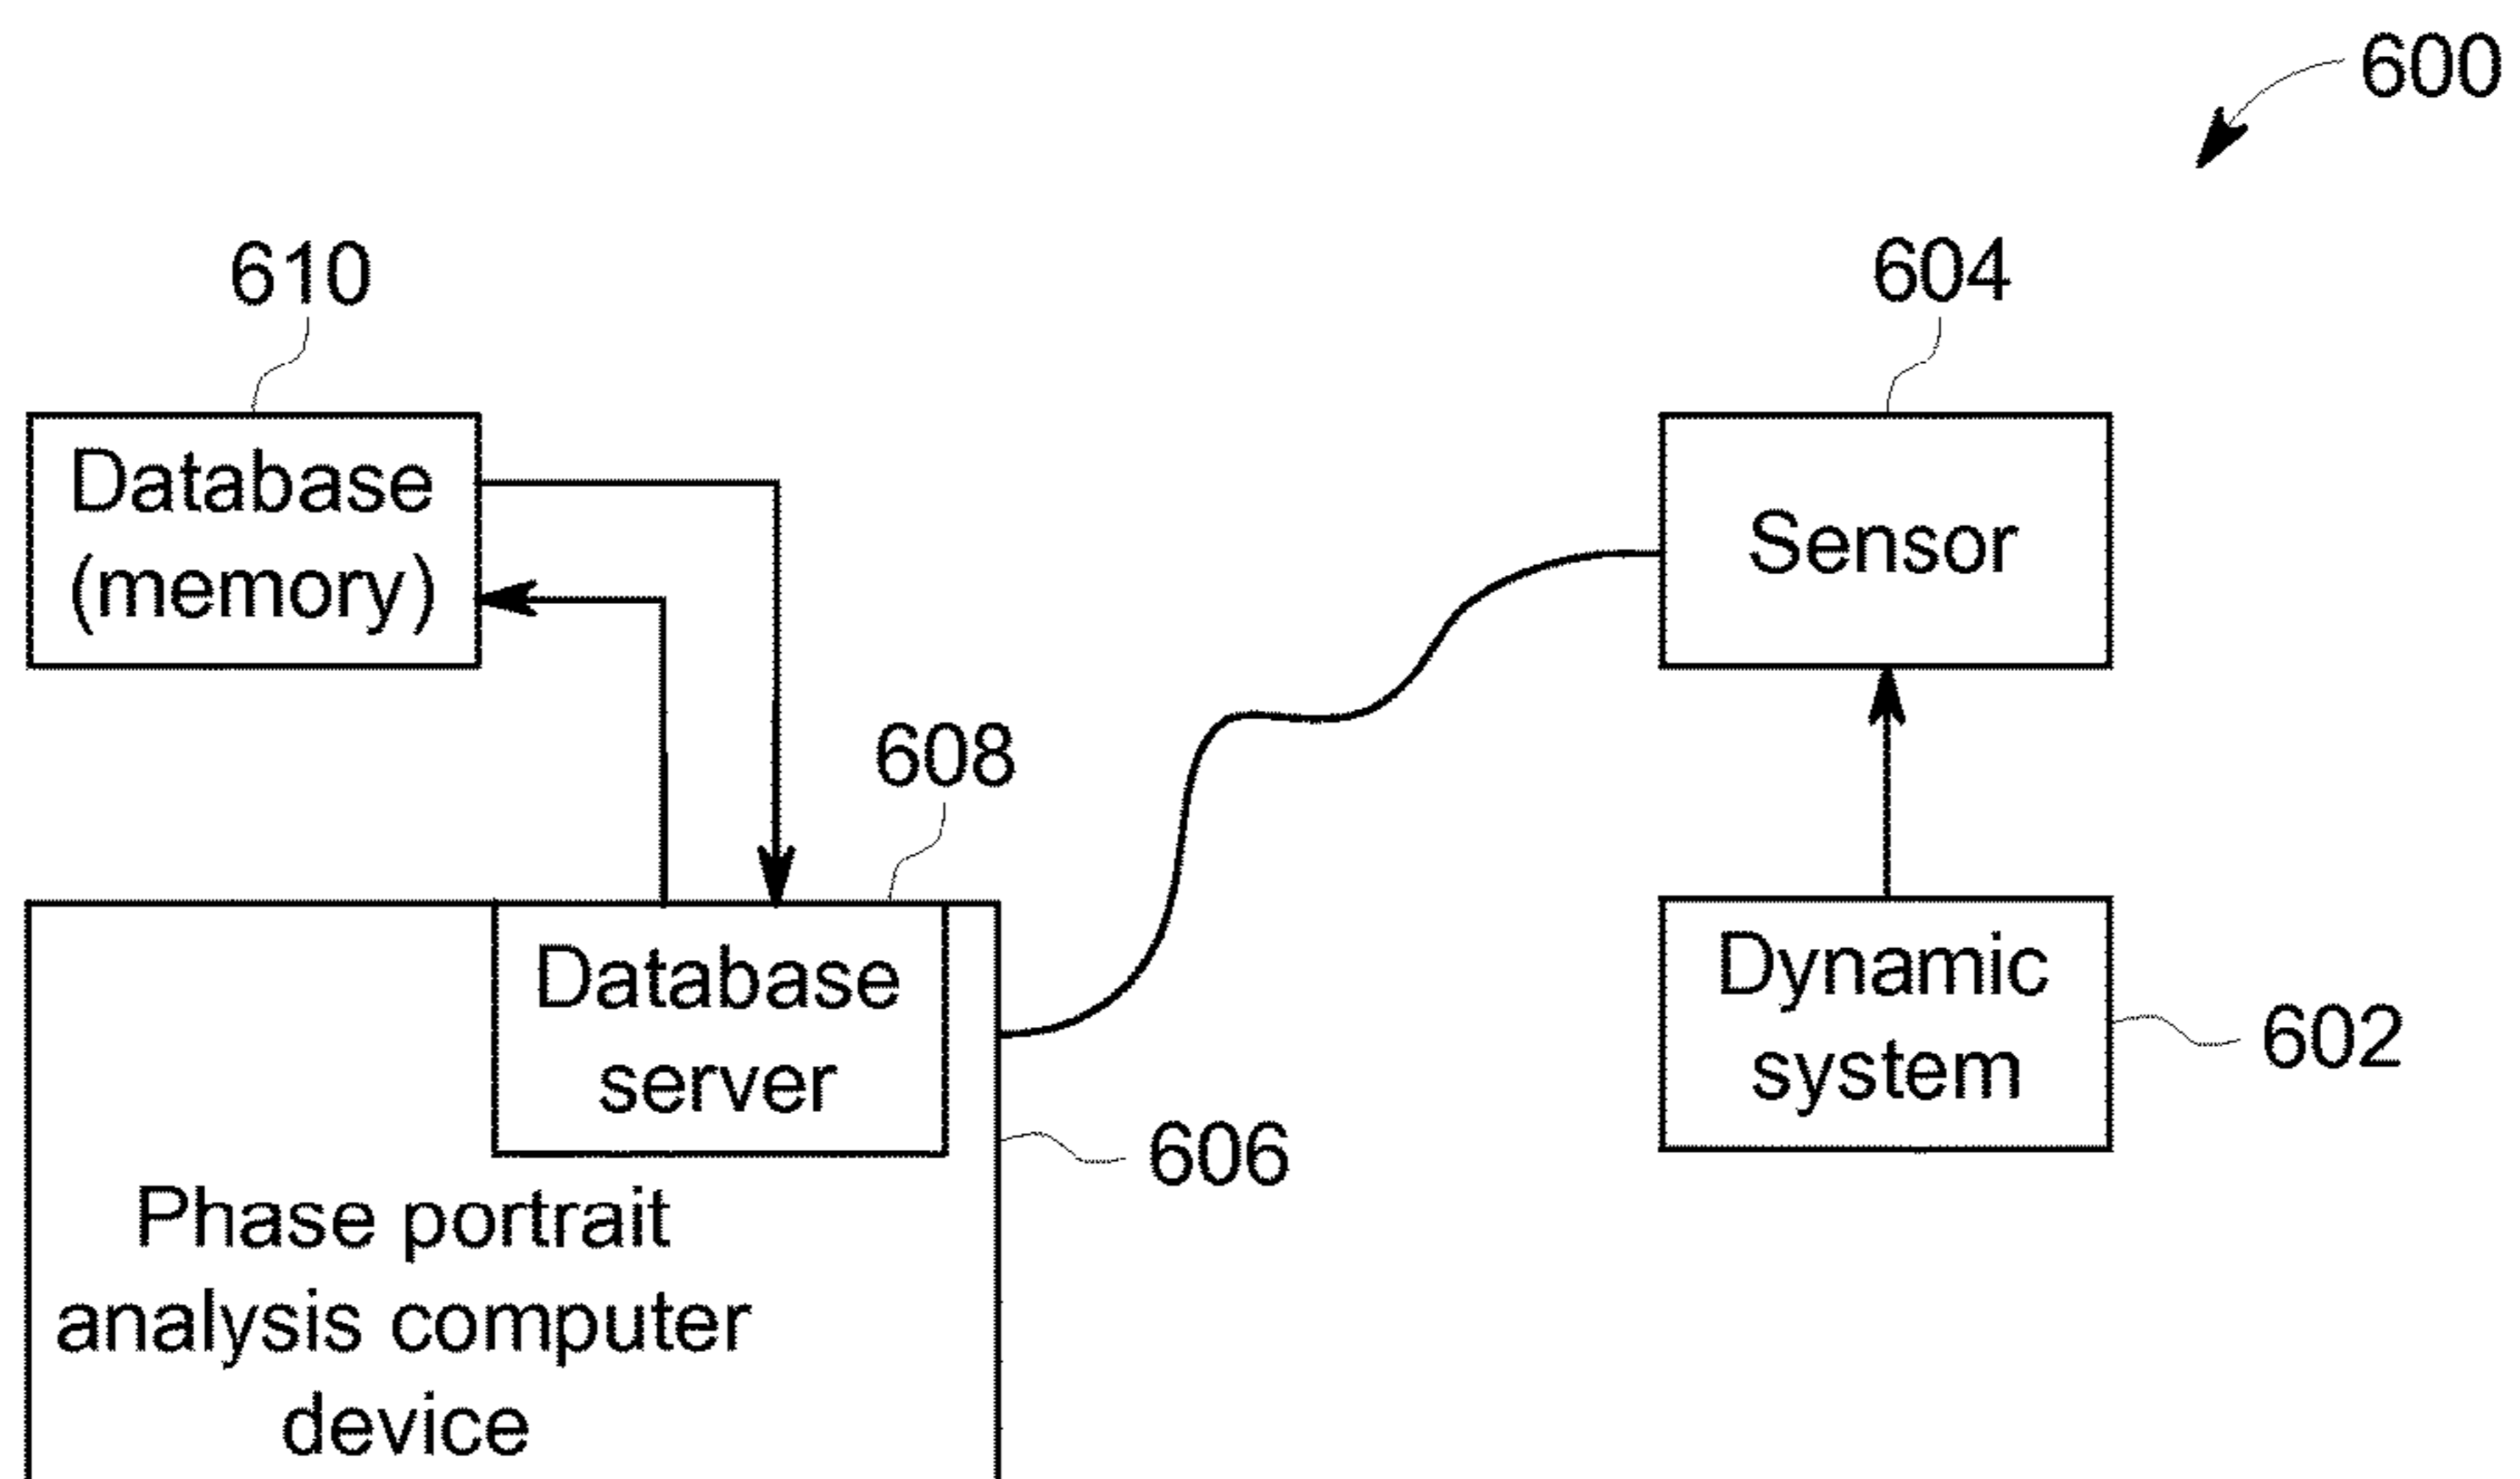 600
610
604
Database
(memory)
Sensor
608
Database
server
Dynamic
system
602
606
Phase portrait
analysis computer
device